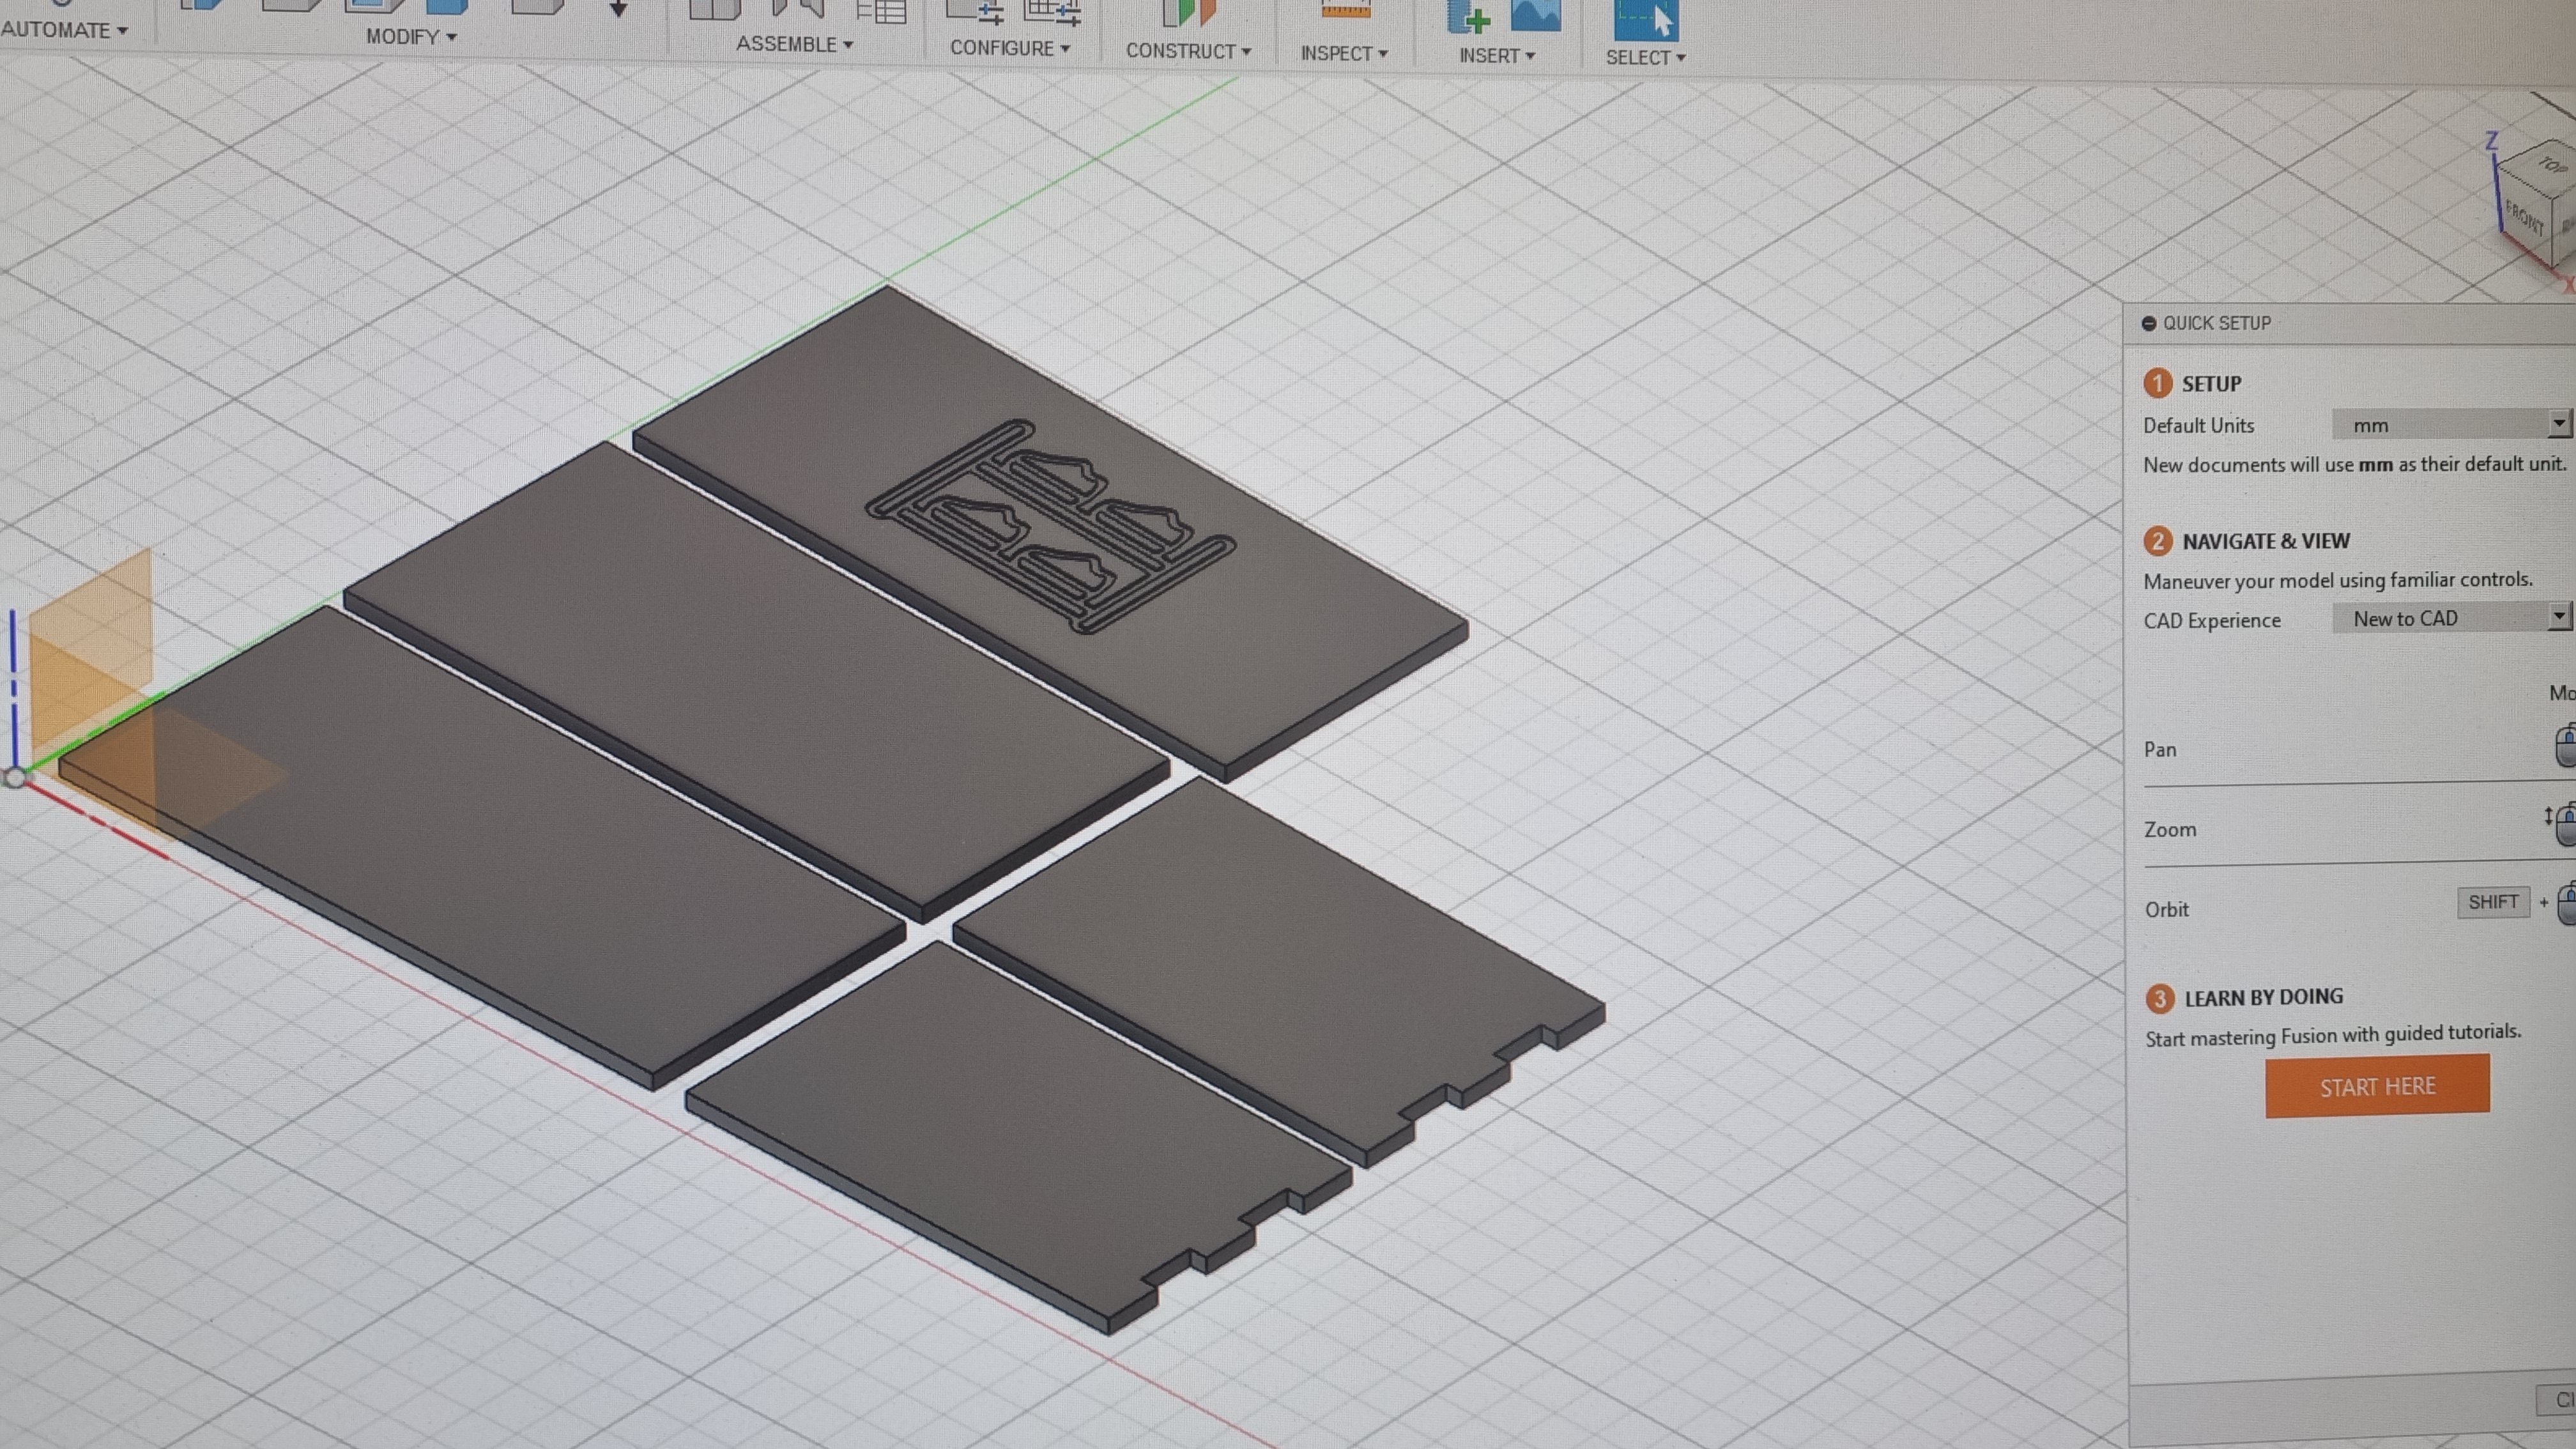 AUTOMATE
MODIFY
ASSEMBLE
CONFIGURE
CONSTRUCT
INSPECT
INSERT
SELECT
Z
TOP
FRONT
X
QUICK SETUP
1 SETUP
Default Units mm
New documents will use mm as their default unit.
2 NAVIGATE & VIEW
Maneuver your model using familiar controls.
CAD Experience New to CAD
Mo
Pan
Zoom
Orbit SHIFT +
3 LEARN BY DOING
Start mastering Fusion with guided tutorials.
START HERE